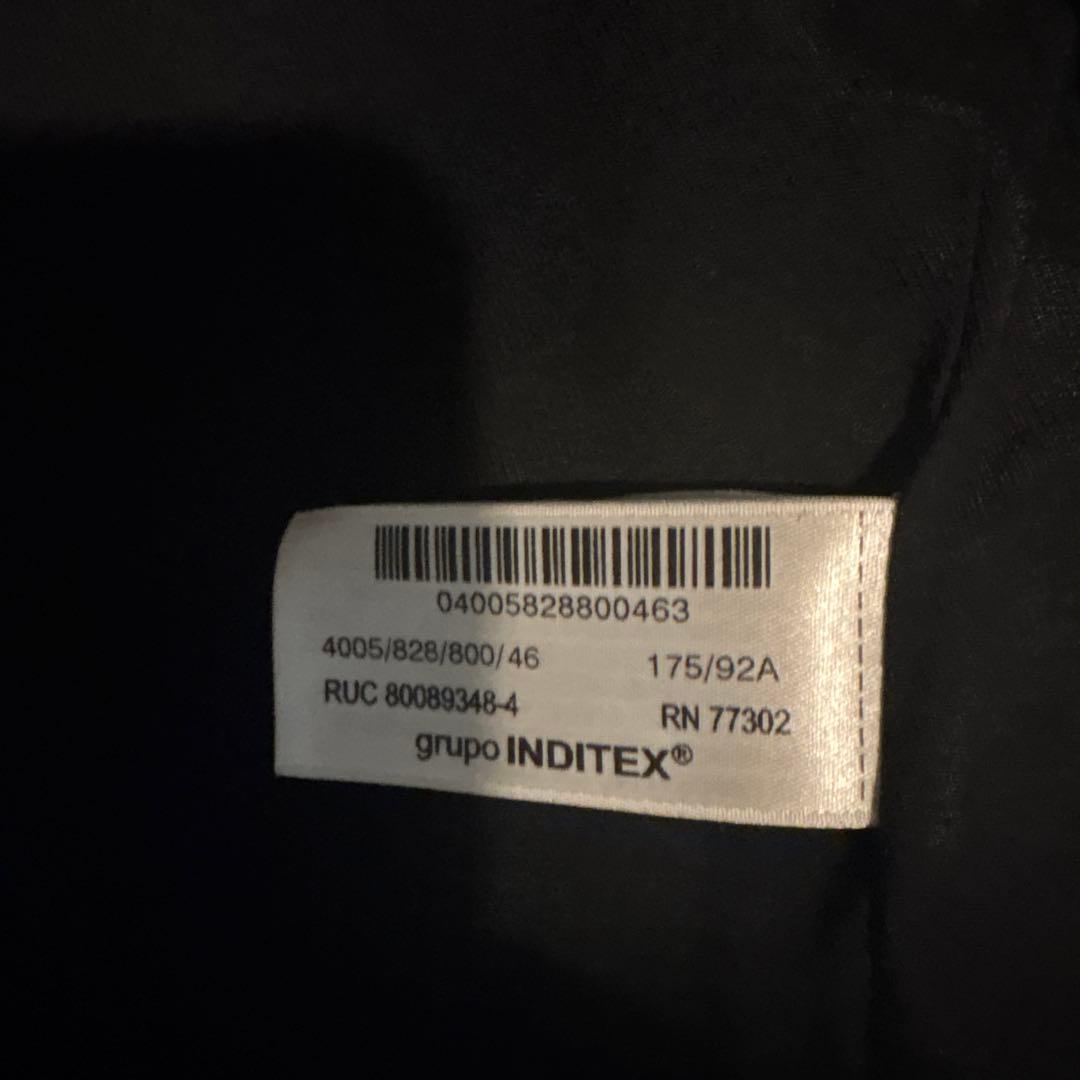 04005828800463
4005/828/800/46 175/92A
RUC 80089348-4 RN 77302
grupo INDITEX®